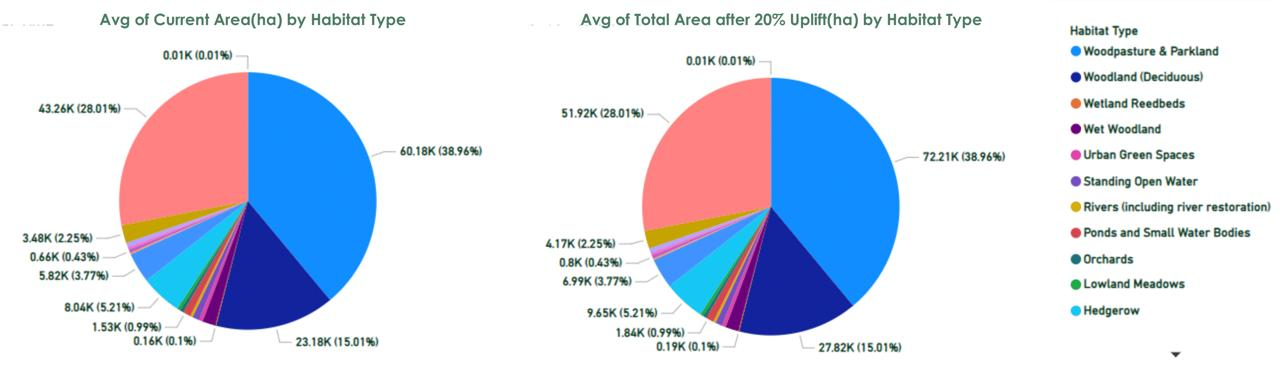 Avg of Current Area(ha) by Habitat Type
0.01K (0.01%)
43.26K (28.01%)
60.18K (38.96%)
3.48K (2.25%)
0.66K (0.43%)
5.82K (3.77%)
8.04K (5.21%)
1.53K (0.99%)
0.16K (0.1%)
23.18K (15.01%)
Avg of Total Area after 20% Uplift(ha) by Habitat Type
0.01K (0.01%)
51.92K (28.01%)
72.21K (38.96%)
4.17K (2.25%)
0.8K (0.43%)
6.99K (3.77%)
9.65K (5.21%)
1.84K (0.99%)
0.19K (0.1%)
27.82K (15.01%)
Habitat Type
Woodpasture & Parkland
Woodland (Deciduous)
Wetland Reedbeds
Wet Woodland
Urban Green Spaces
Standing Open Water
Rivers (including river restoration)
Ponds and Small Water Bodies
Orchards
Lowland Meadows
Hedgerow